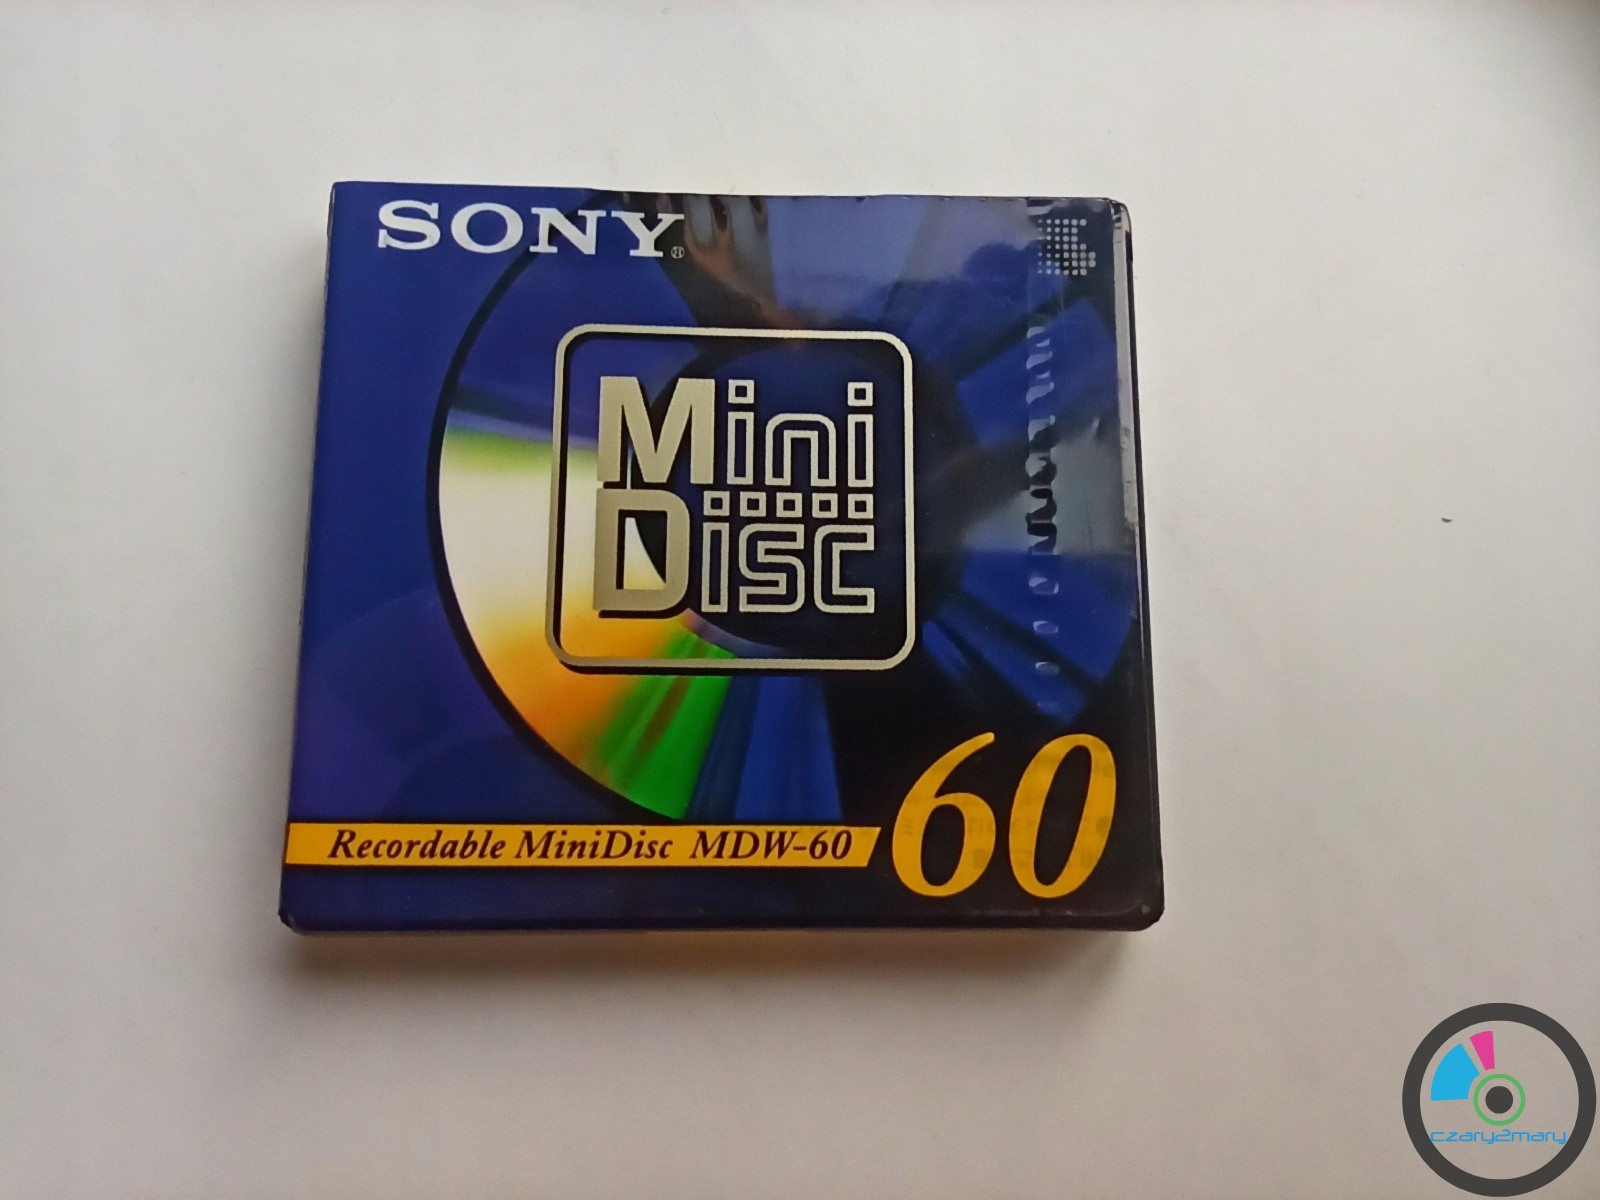 SONY®
Mini
Disc
60
Recordable MiniDisc MDW-60
czary2mary